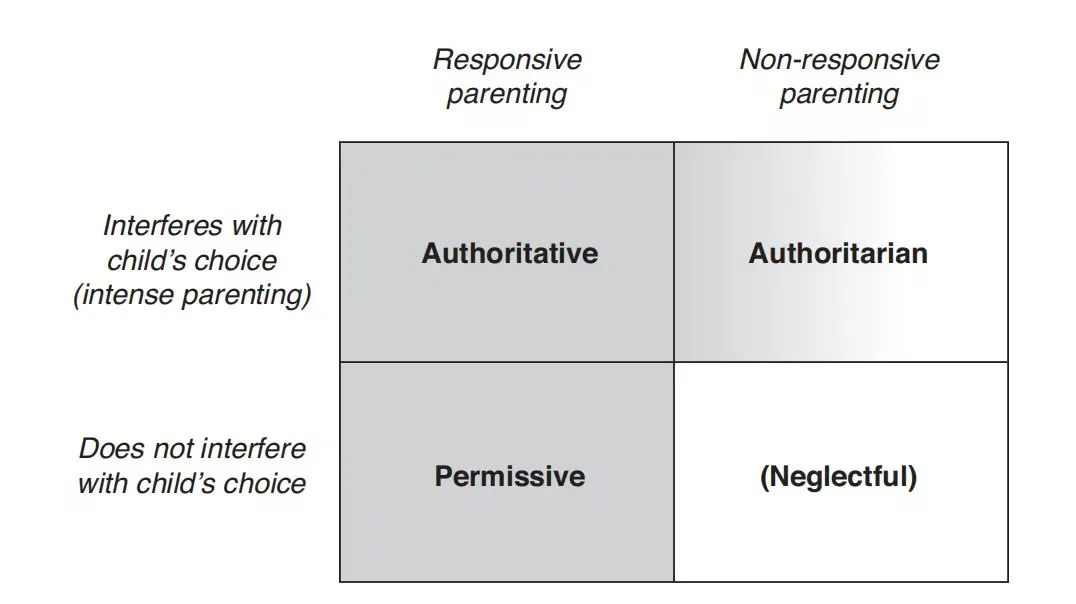 Responsive
parenting
Non-responsive
parenting
Interferes with
child’s choice
(intense parenting)
Authoritative
Authoritarian
Does not interfere
with child’s choice
Permissive
(Neglectful)